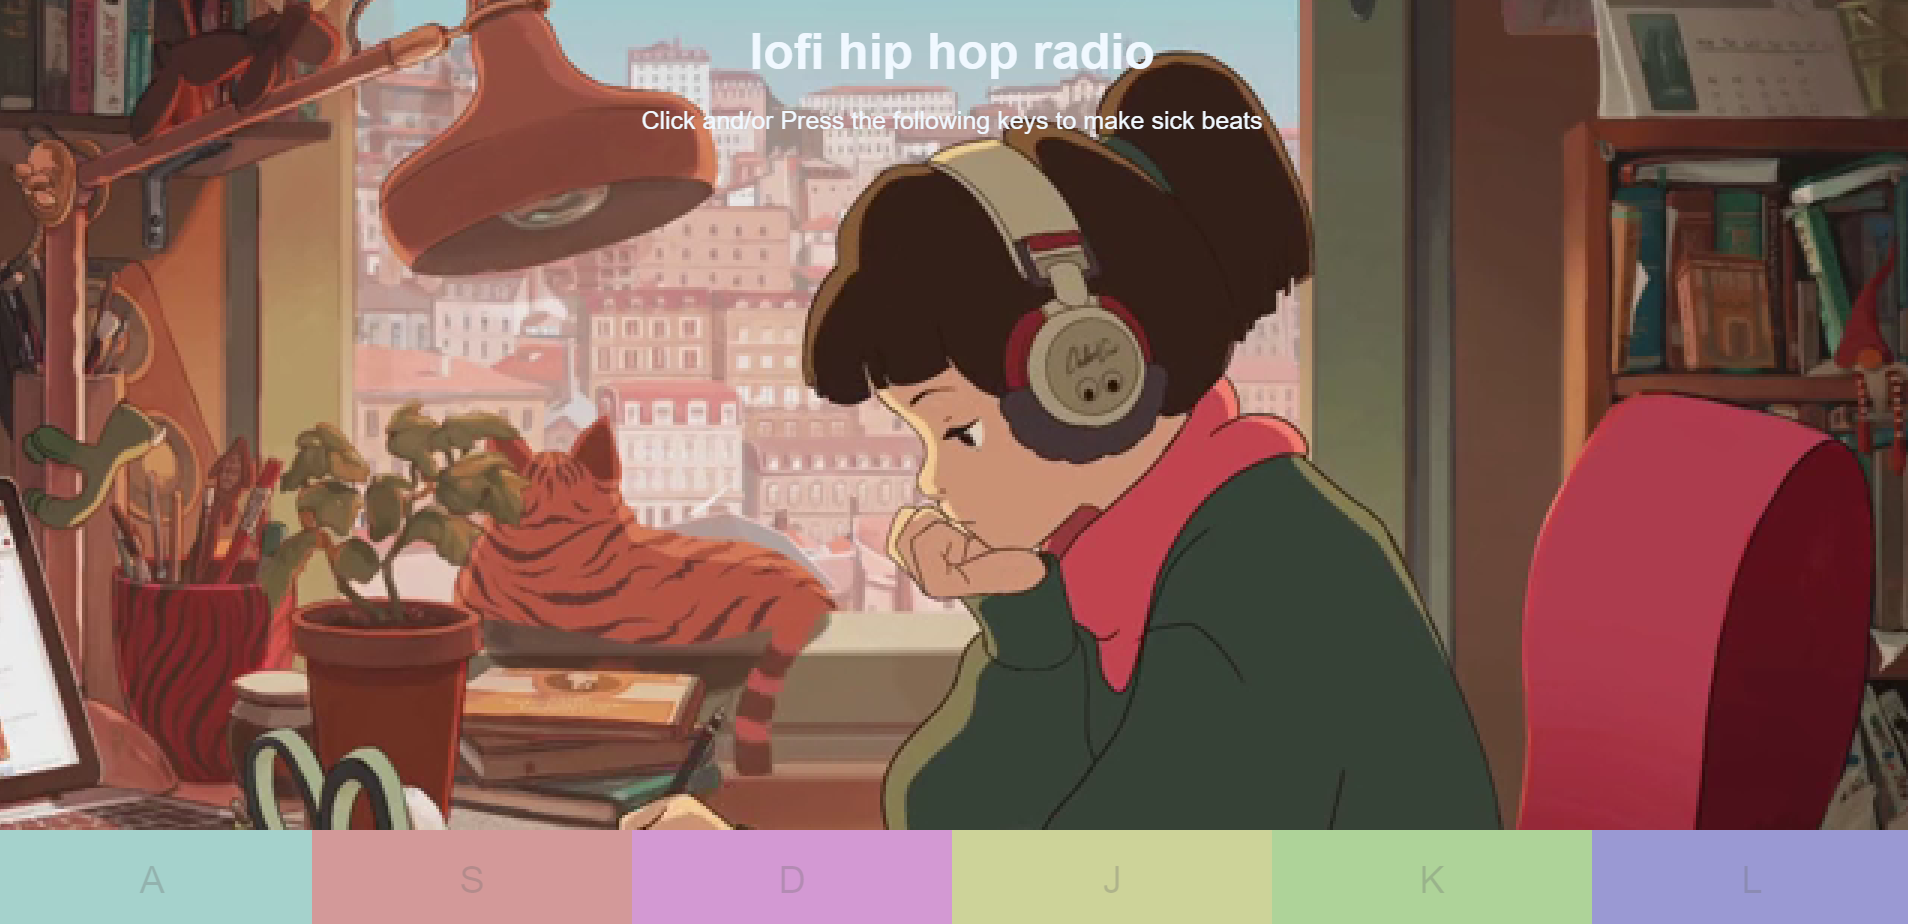 lofi hip hop radio
Click and/or Press the following keys to make sick beats
A
S
D
J
K
L